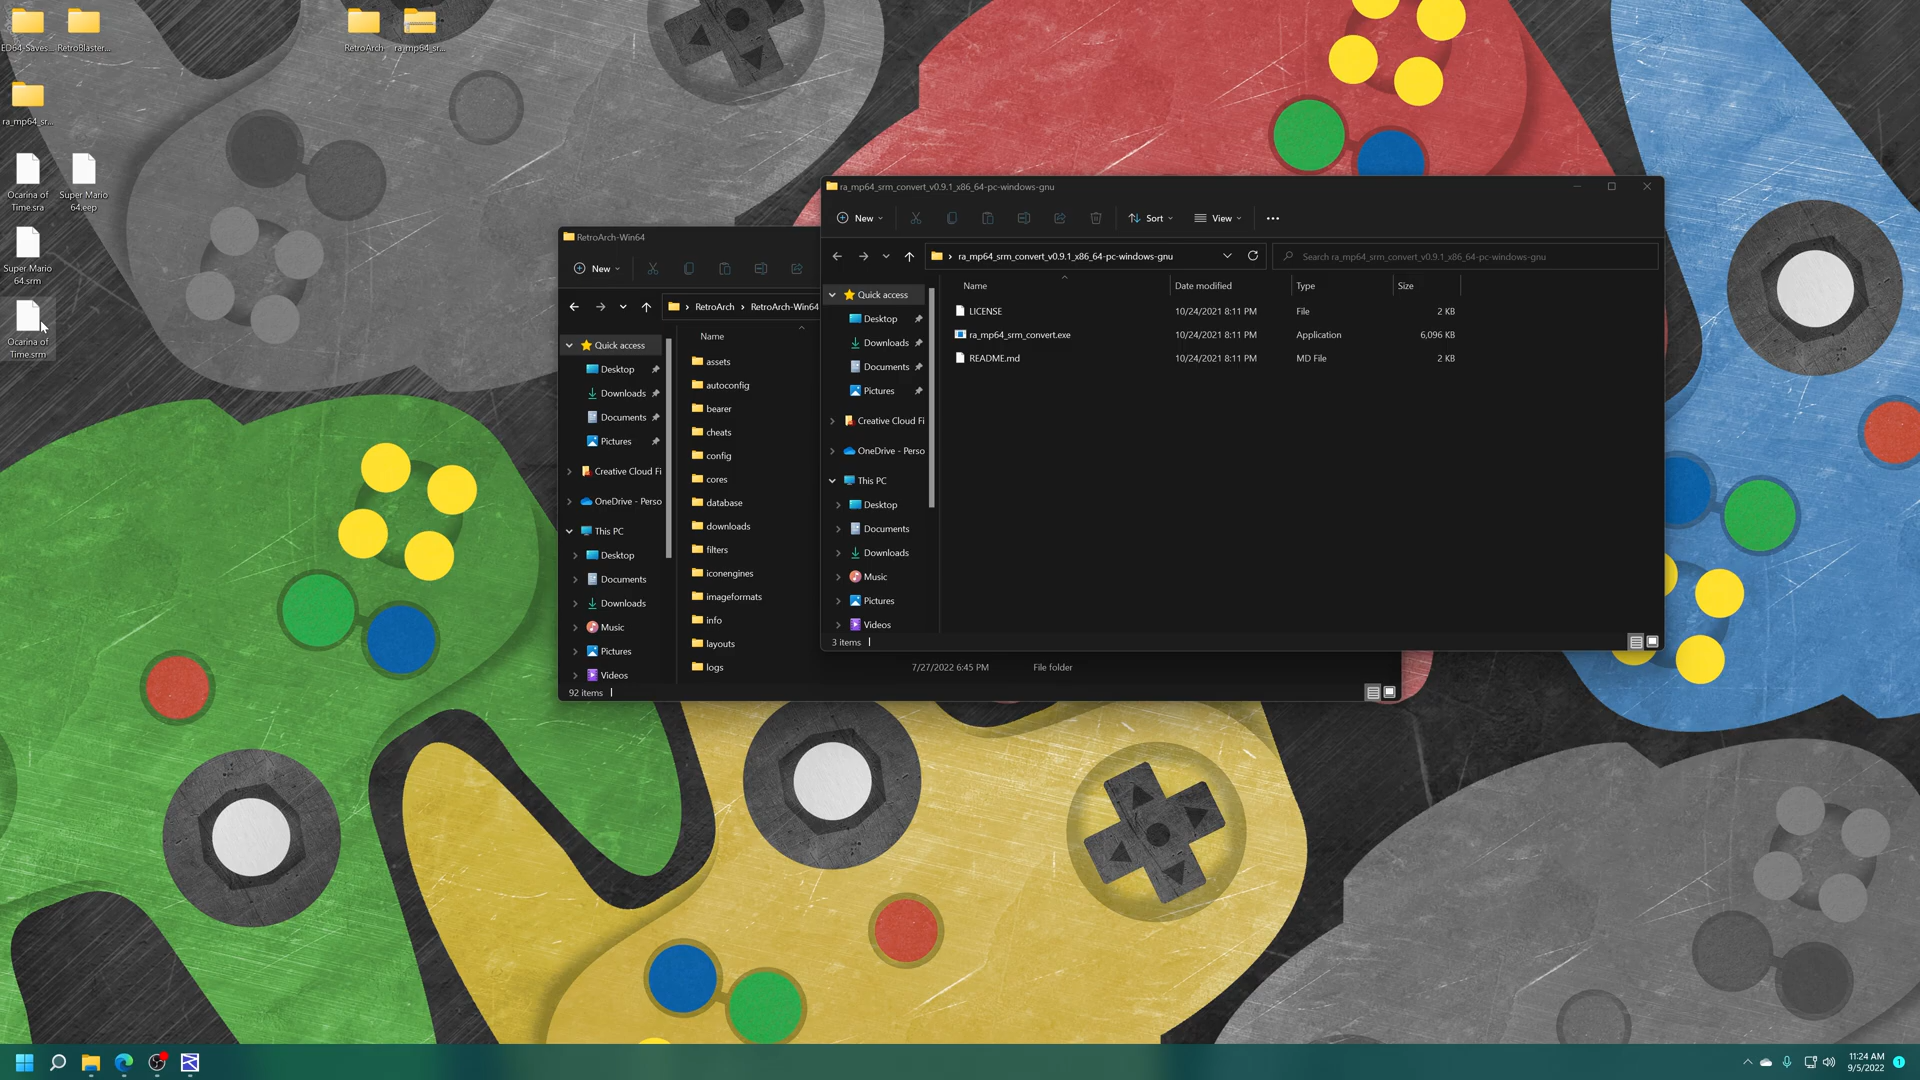 ED64-Saves...
RetroBlaster...
RetroArch
ra_mp64_sr...
ra_mp64_sr...
Ocarina of
Time.sra
Super Mario
64.eep
Super Mario
64.srm
Ocarina of
Time.srm
RetroArch-Win64
New
RetroArch
RetroArch-Win64
Name
Quick access
Desktop
Downloads
Documents
Pictures
Creative Cloud Fi
OneDrive - Perso
This PC
Desktop
Documents
Downloads
Music
Pictures
Videos
assets
autoconfig
bearer
cheats
config
cores
database
downloads
filters
iconengines
imageformats
info
layouts
logs
7/27/2022 6:45 PM
File folder
92 items
ra_mp64_srm_convert_v0.9.1_x86_64-pc-windows-gnu
New
Sort
View
ra_mp64_srm_convert_v0.9.1_x86_64-pc-windows-gnu
Search ra_mp64_srm_convert_v0.9.1_x86_64-pc-windows-gnu
Name
Date modified
Type
Size
LICENSE
10/24/2021 8:11 PM
File
2 KB
ra_mp64_srm_convert.exe
10/24/2021 8:11 PM
Application
6,096 KB
README.md
10/24/2021 8:11 PM
MD File
2 KB
Quick access
Desktop
Downloads
Documents
Pictures
Creative Cloud Fi
OneDrive - Perso
This PC
Desktop
Documents
Downloads
Music
Pictures
Videos
3 items
11:24 AM
9/5/2022
1